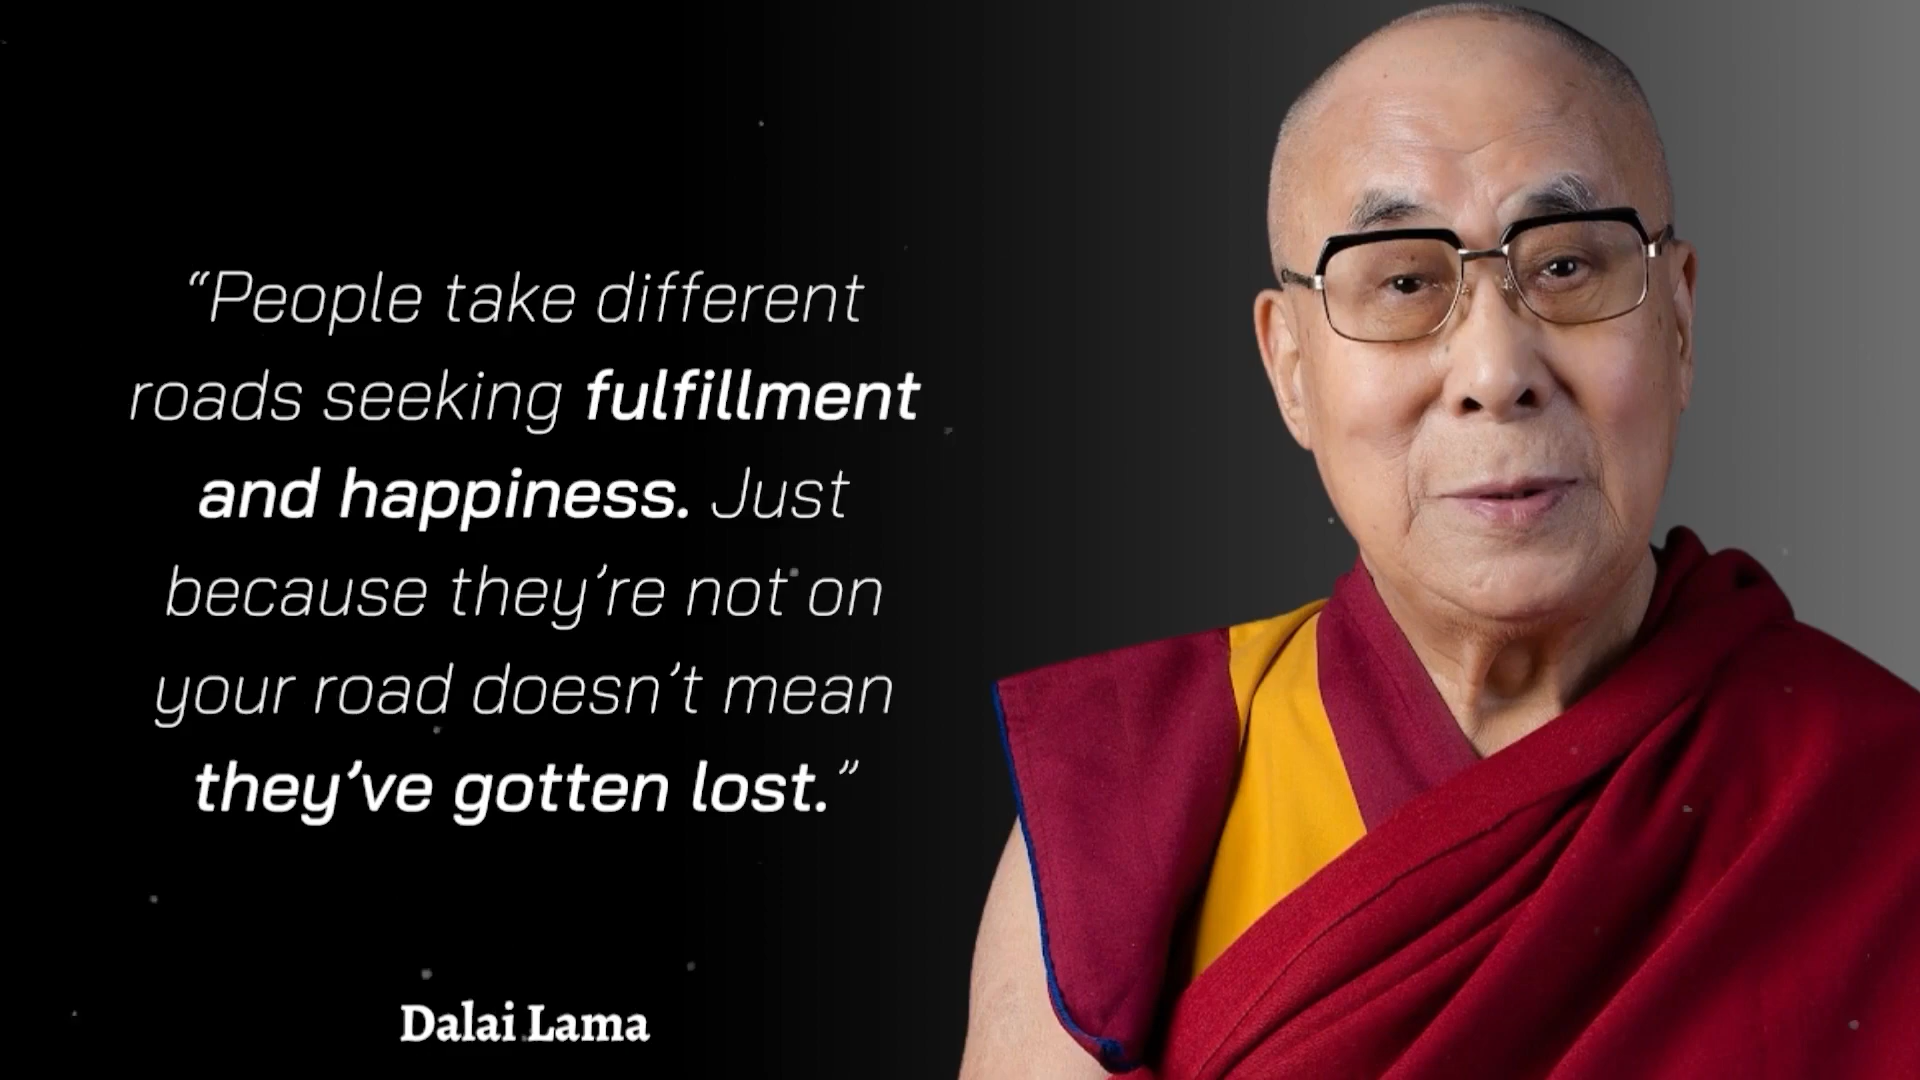 “People take different
roads seeking fulfillment
and happiness. Just
because they’re not on
your road doesn’t mean
they’ve gotten lost.”
Dalai Lama